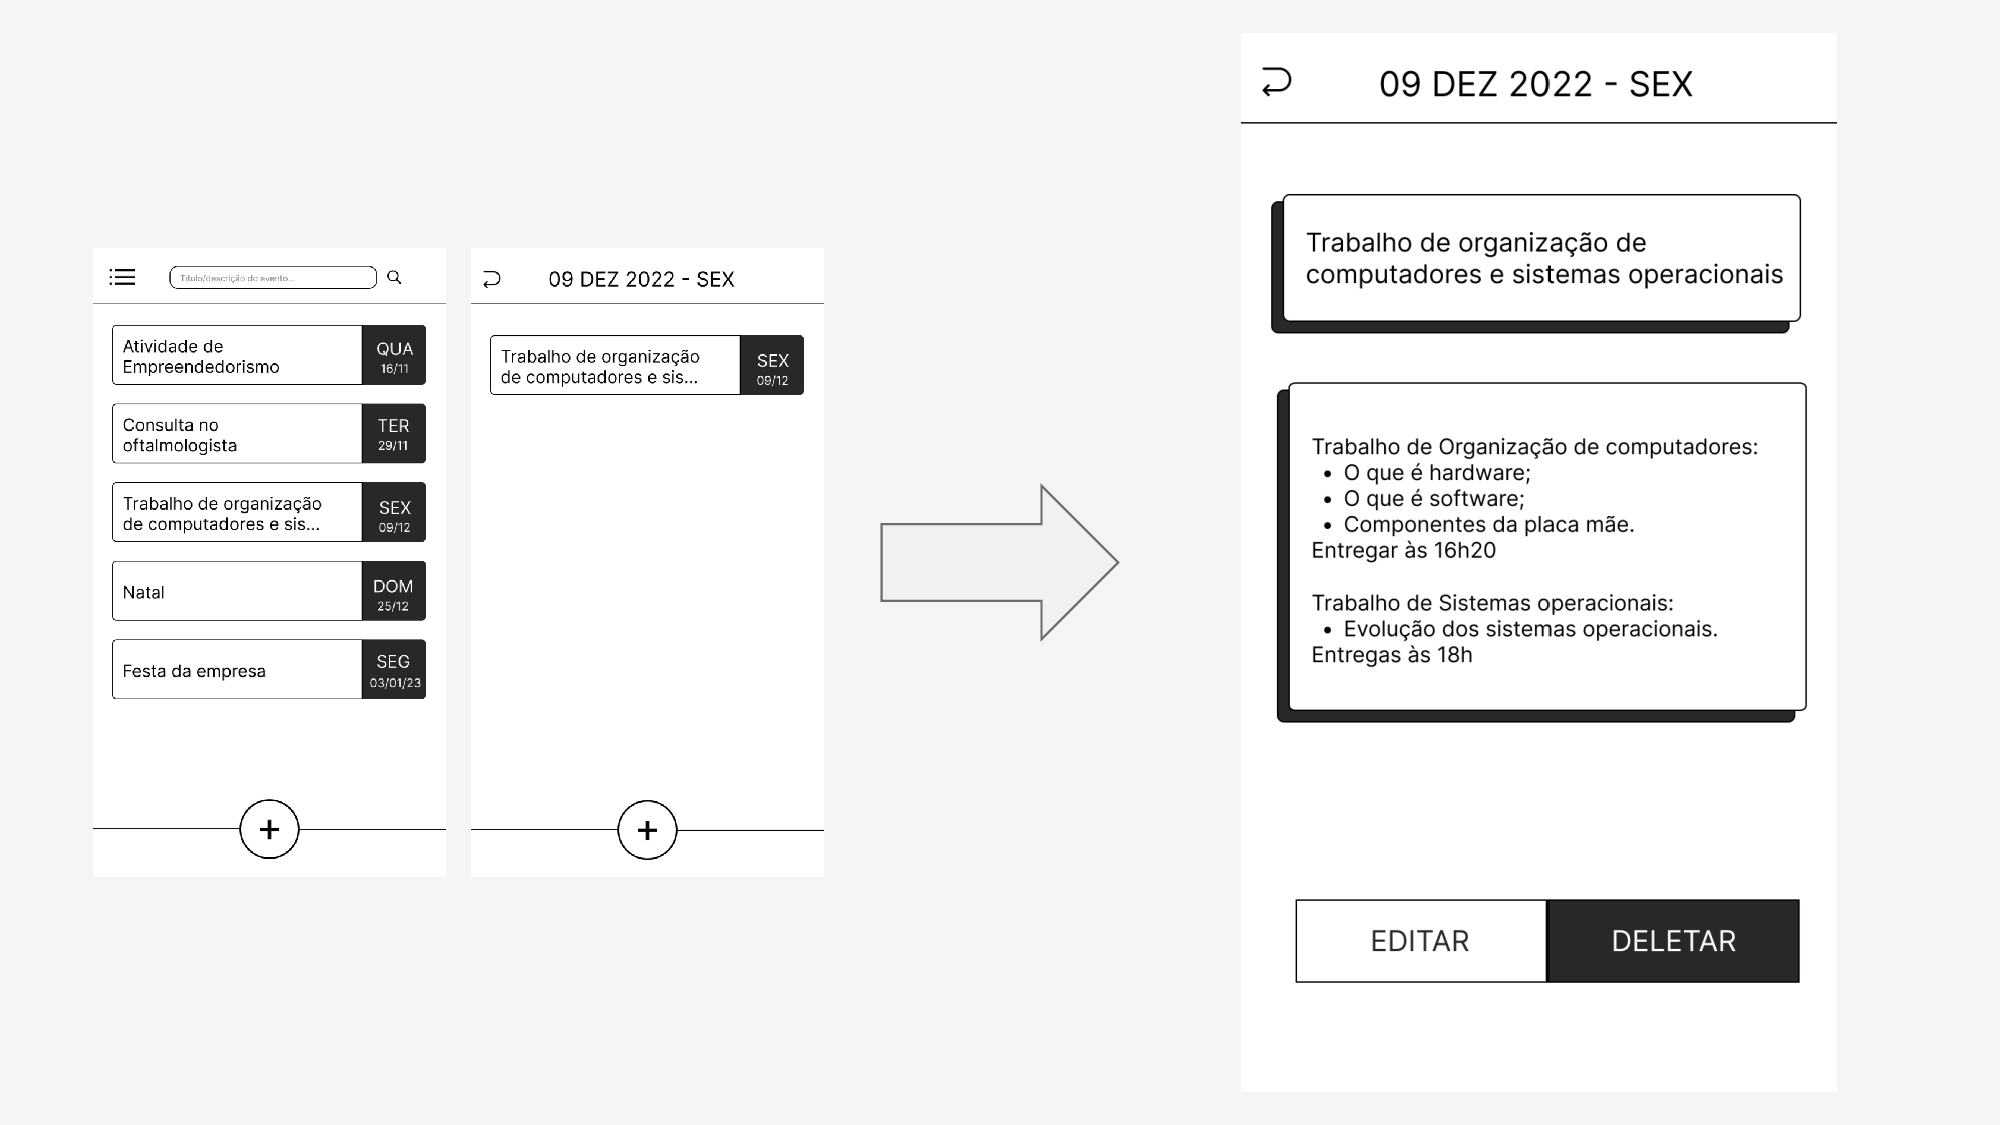 Título/descrição do evento...
Atividade de
Empreendedorismo
QUA
16/11
Consulta no
oftalmologista
TER
29/11
Trabalho de organização
de computadores e sis...
SEX
09/12
Natal
DOM
25/12
Festa da empresa
SEG
03/01/23
+
09 DEZ 2022 - SEX
Trabalho de organização
de computadores e sis...
SEX
09/12
+
09 DEZ 2022 - SEX
Trabalho de organização de
computadores e sistemas operacionais
Trabalho de Organização de computadores:
• O que é hardware;
• O que é software;
• Componentes da placa mãe.
Entregar às 16h20
Trabalho de Sistemas operacionais:
• Evolução dos sistemas operacionais.
Entregas às 18h
EDITAR
DELETAR